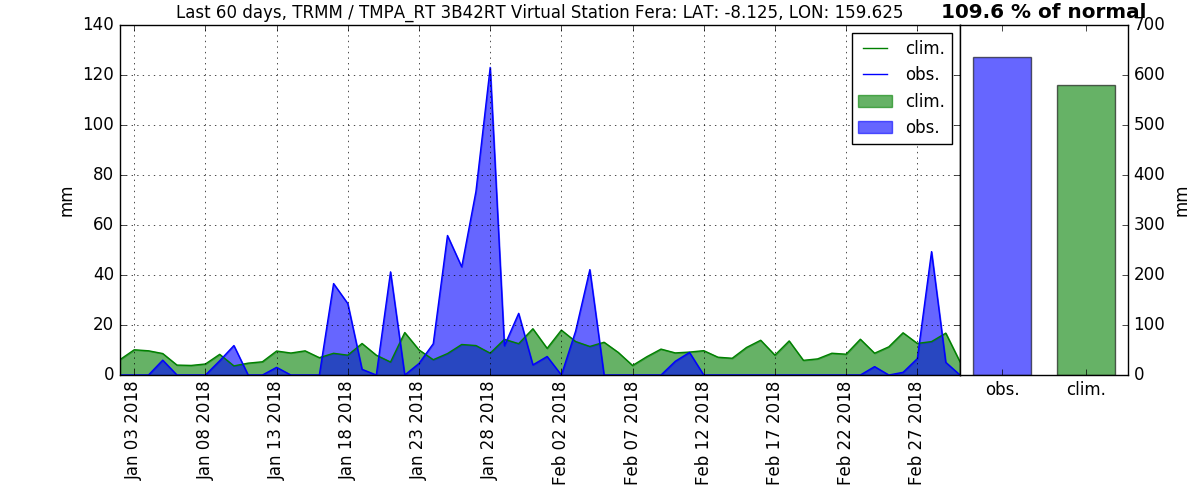 Last 60 days, TRMM / TMPA_RT 3B42RT Virtual Station Fera: LAT: -8.125, LON: 159.625
109.6 % of normal
140
120
100
80
60
40
20
0
mm
clim.
obs.
clim.
obs.
700
600
500
400
300
200
100
0
mm
obs.
clim.
Jan 03 2018
Jan 08 2018
Jan 13 2018
Jan 18 2018
Jan 23 2018
Jan 28 2018
Feb 02 2018
Feb 07 2018
Feb 12 2018
Feb 17 2018
Feb 22 2018
Feb 27 2018